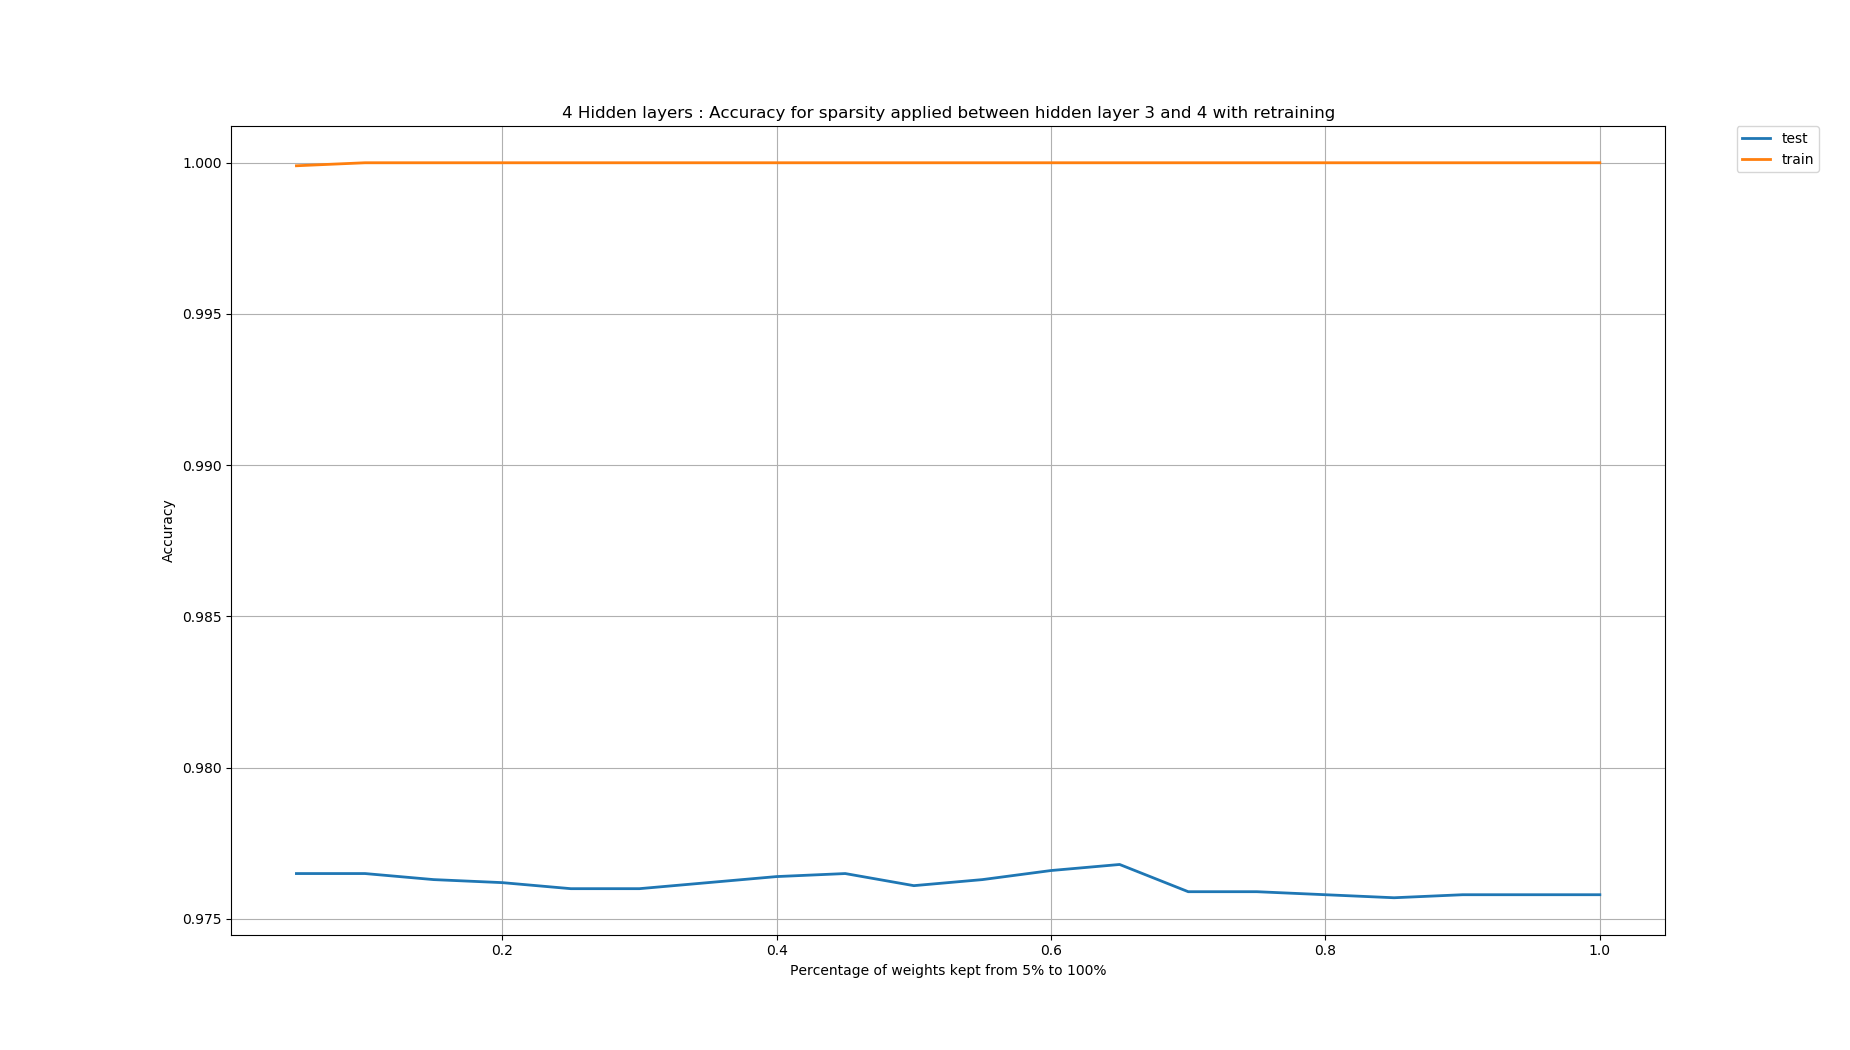 4 Hidden layers : Accuracy for sparsity applied between hidden layer 3 and 4 with retraining
test
train
1.000
0.995
0.990
0.985
0.980
0.975
Accuracy
0.2
0.4
0.6
0.8
1.0
Percentage of weights kept from 5% to 100%